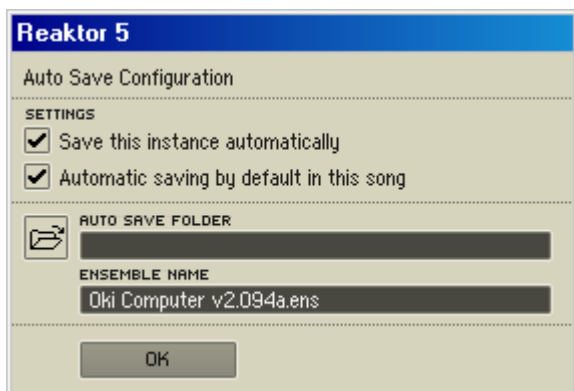 Reaktor 5
Auto Save Configuration
SETTINGS
Save this instance automatically
Automatic saving by default in this song
AUTO SAVE FOLDER
ENSEMBLE NAME
Oki Computer v2.094a.ens
OK